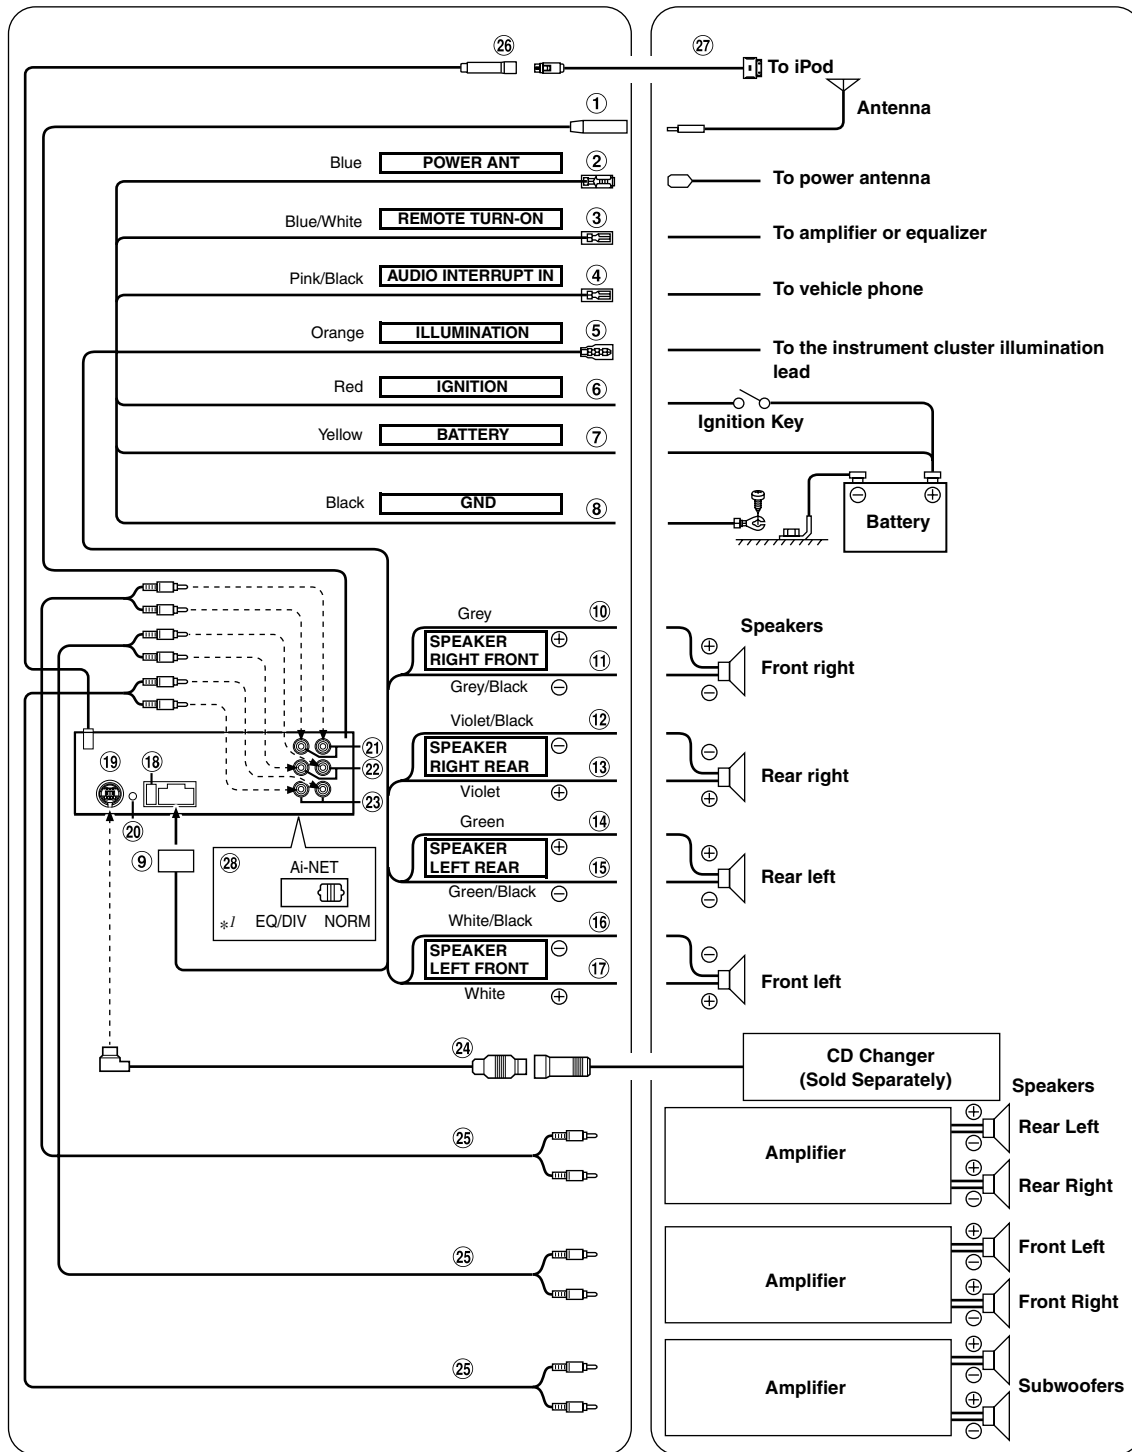 26
27
To iPod
1
Antenna
Blue
POWER ANT
2
To power antenna
Blue/White
REMOTE TURN-ON
3
To amplifier or equalizer
Pink/Black
AUDIO INTERRUPT IN
4
To vehicle phone
Orange
ILLUMINATION
5
To the instrument cluster illumination
lead
Red
IGNITION
6
Ignition Key
Yellow
BATTERY
7
Black
GND
8
⊖
⊕
Battery
Grey
10
Speakers
SPEAKER
RIGHT FRONT
⊕
11
⊕
Front right
Grey/Black
⊖
⊖
Violet/Black
12
SPEAKER
RIGHT REAR
⊖
13
⊖
Rear right
Violet
⊕
⊕
19
18
21
22
23
20
9
Green
14
SPEAKER
LEFT REAR
⊕
15
⊕
Rear left
Green/Black
⊖
⊖
28
Ai-NET
*1
EQ/DIV
NORM
White/Black
16
SPEAKER
LEFT FRONT
⊖
17
⊖
Front left
White
⊕
⊕
24
CD Changer
(Sold Separately)
Speakers
25
Amplifier
⊕
⊖
Rear Left
⊕
⊖
Rear Right
25
Amplifier
⊕
⊖
Front Left
⊕
⊖
Front Right
25
Amplifier
⊕
⊖
Subwoofers
⊕
⊖